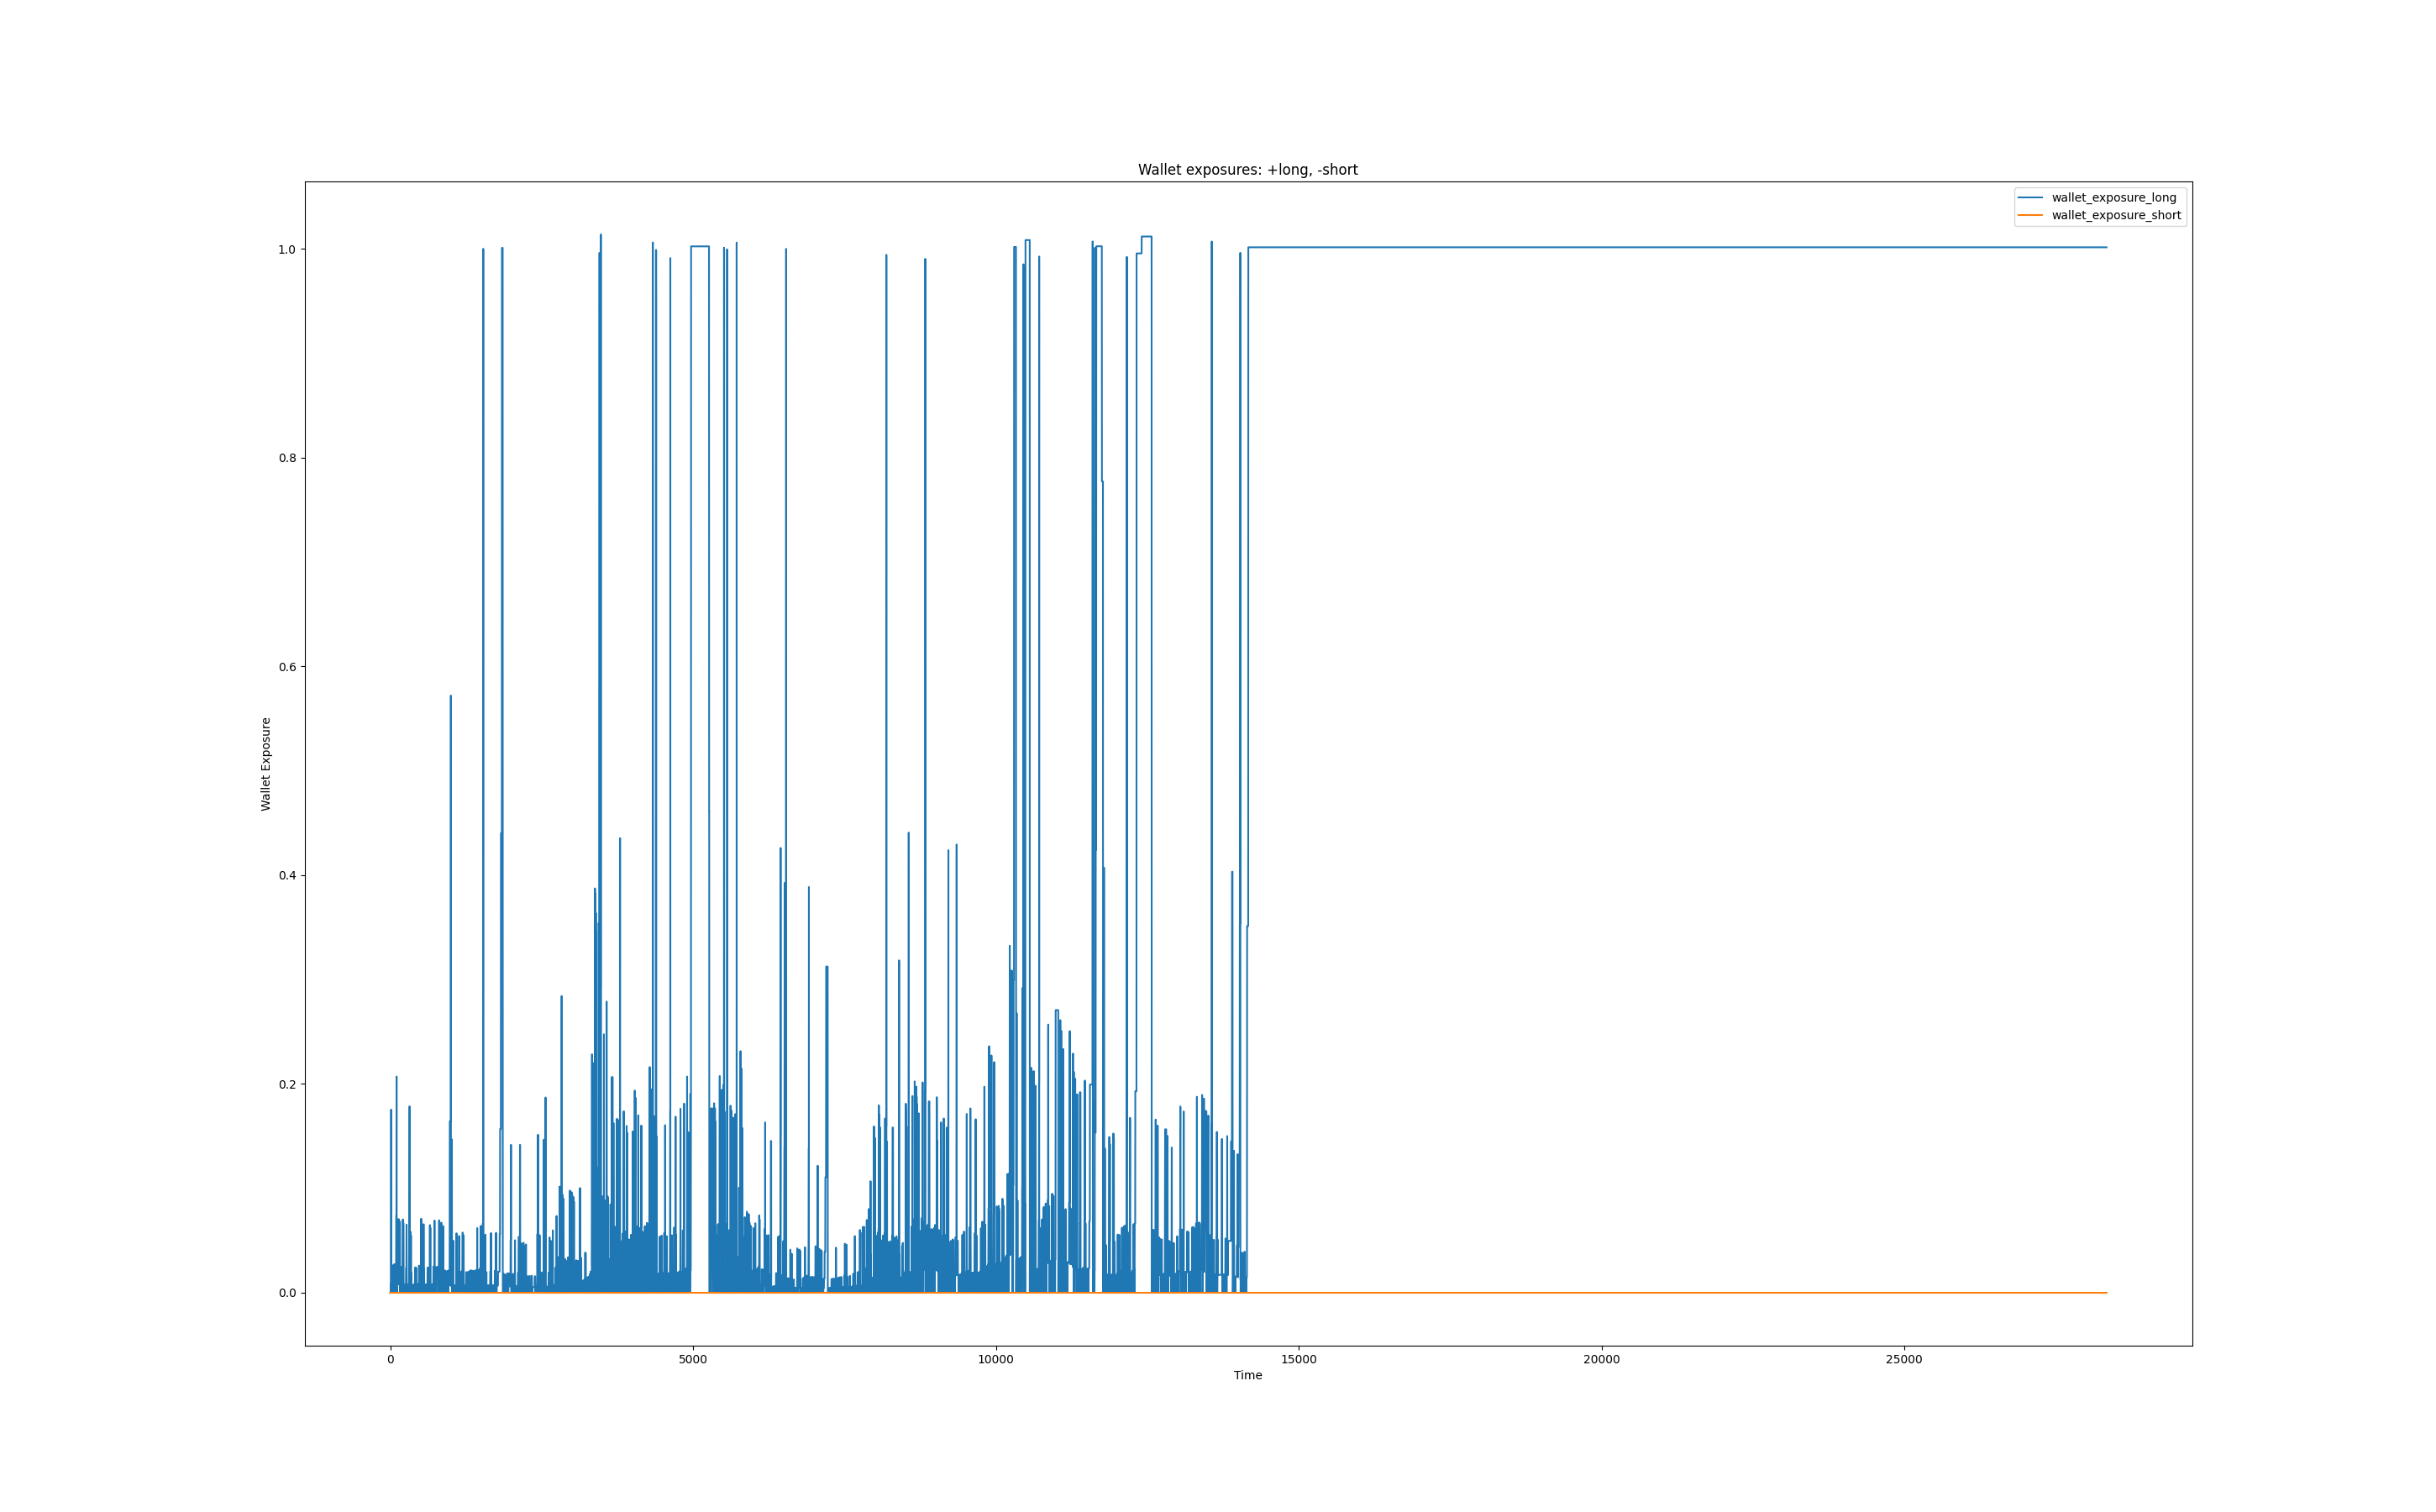 Wallet exposures: +long, -short
wallet_exposure_long
wallet_exposure_short
1.0
0.8
0.6
0.4
0.2
0.0
Wallet Exposure
0 5000 10000 15000 20000 25000
Time